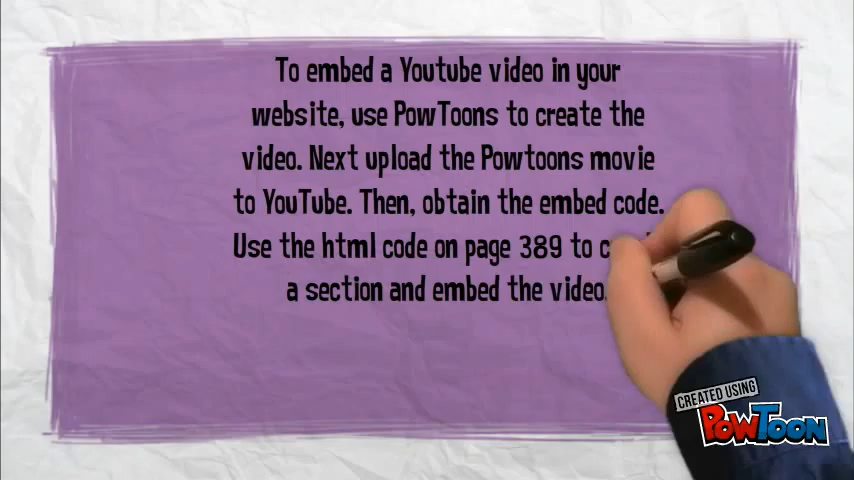 To embed a Youtube video in your
website, use PowToons to create the
video. Next upload the Powtoons movie
to YouTube. Then, obtain the embed code.
Use the html code on page 389 to
a section and embed the video.
CREATED USING
POWTOON